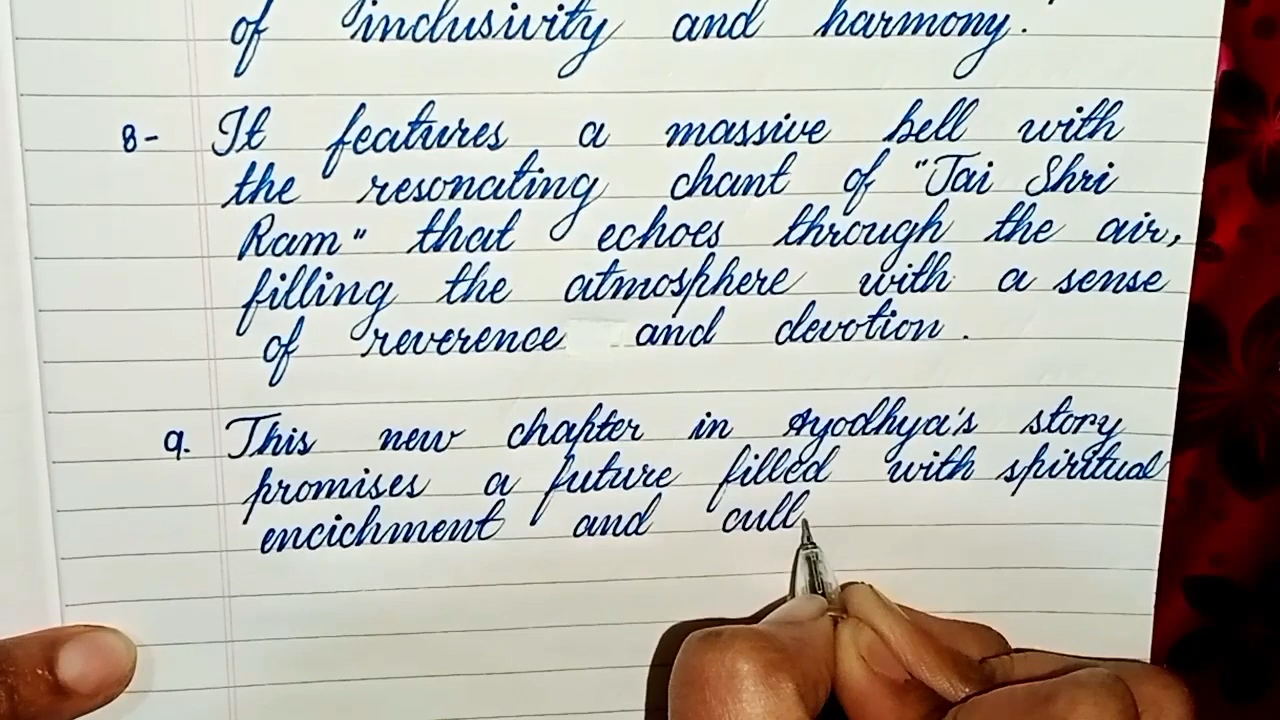 of inclusivity and harmony."
8- It features a massive bell with
the resonating chant of "Jai Shri
Ram" that echoes through the air,
filling the atmosphere with a sense
of reverence and devotion.
9. This new chapter in Ayodhya's story
promises a future filled with spiritual
encichment and cull